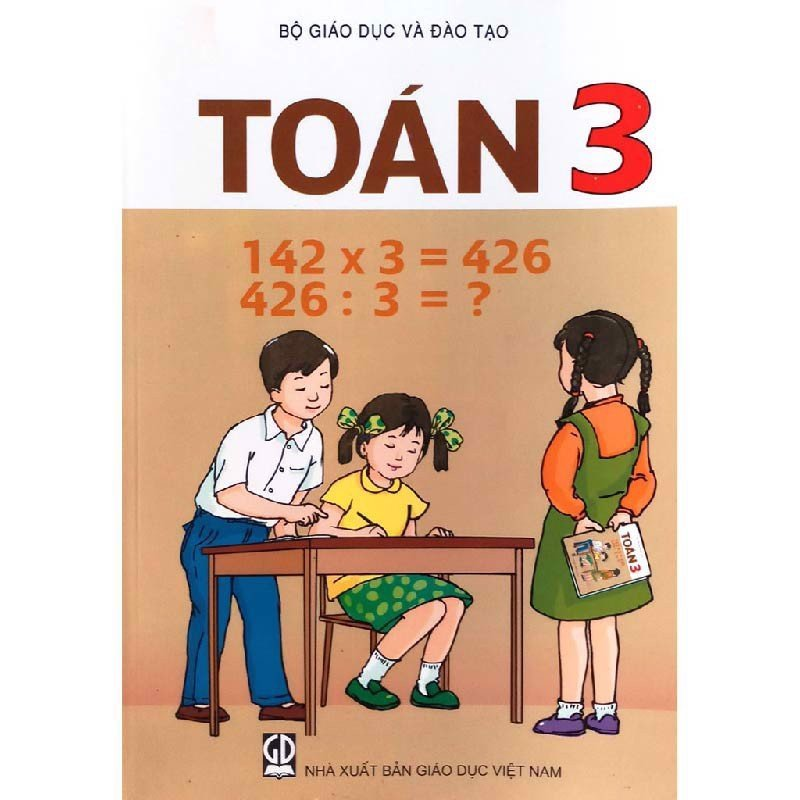 BỘ GIÁO DỤC VÀ ĐÀO TẠO
TOÁN 3
142 x 3 = 426
426 : 3 = ?
TOÁN 3
GD
NHÀ XUẤT BẢN GIÁO DỤC VIỆT NAM